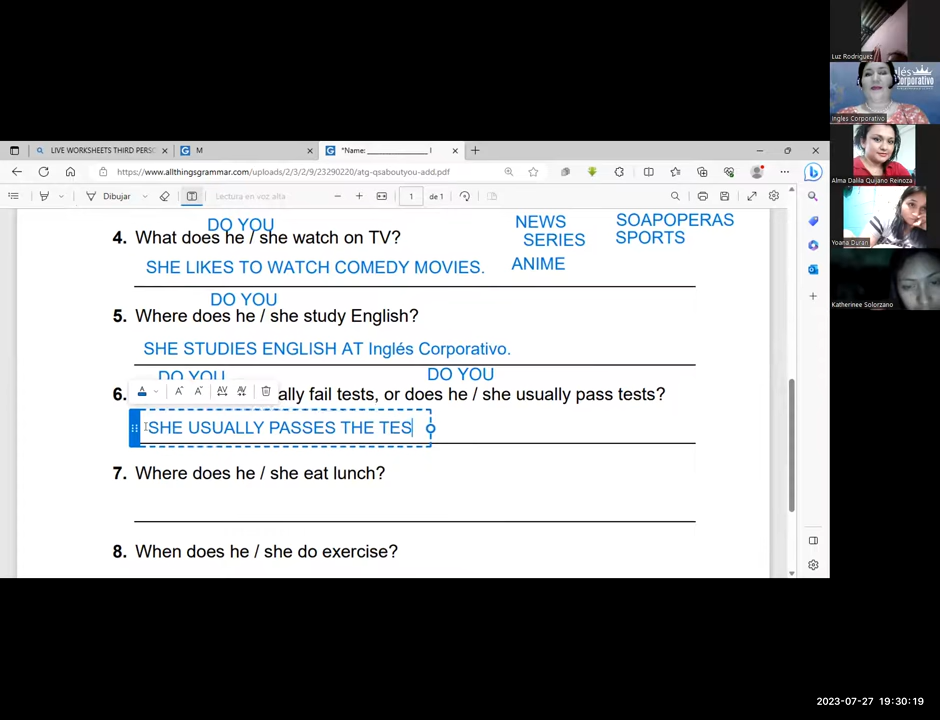 Luz Rodriguez
Inglés Corporativo
Ingles Corporativo
Alma Dalila Quijano Reinoza
Yoana Duran
Katherinee Solorzano
LIVE WORKSHEETS THIRD PERS
M
*Name: ________________ I
https://www.allthingsgrammar.com/uploads/2/3/2/9/23290220/atg-qsaboutyou-add.pdf
Dibujar
Lectura en voz alta
1 de 1
DO YOU
NEWS SOAPOPERAS
4. What does he / she watch on TV? SERIES SPORTS
SHE LIKES TO WATCH COMEDY MOVIES. ANIME
DO YOU
5. Where does he / she study English?
SHE STUDIES ENGLISH AT Inglés Corporativo.
DO YOU DO YOU
6. ally fail tests, or does he / she usually pass tests?
SHE USUALLY PASSES THE TES
7. Where does he / she eat lunch?
8. When does he / she do exercise?
2023-07-27 19:30:19